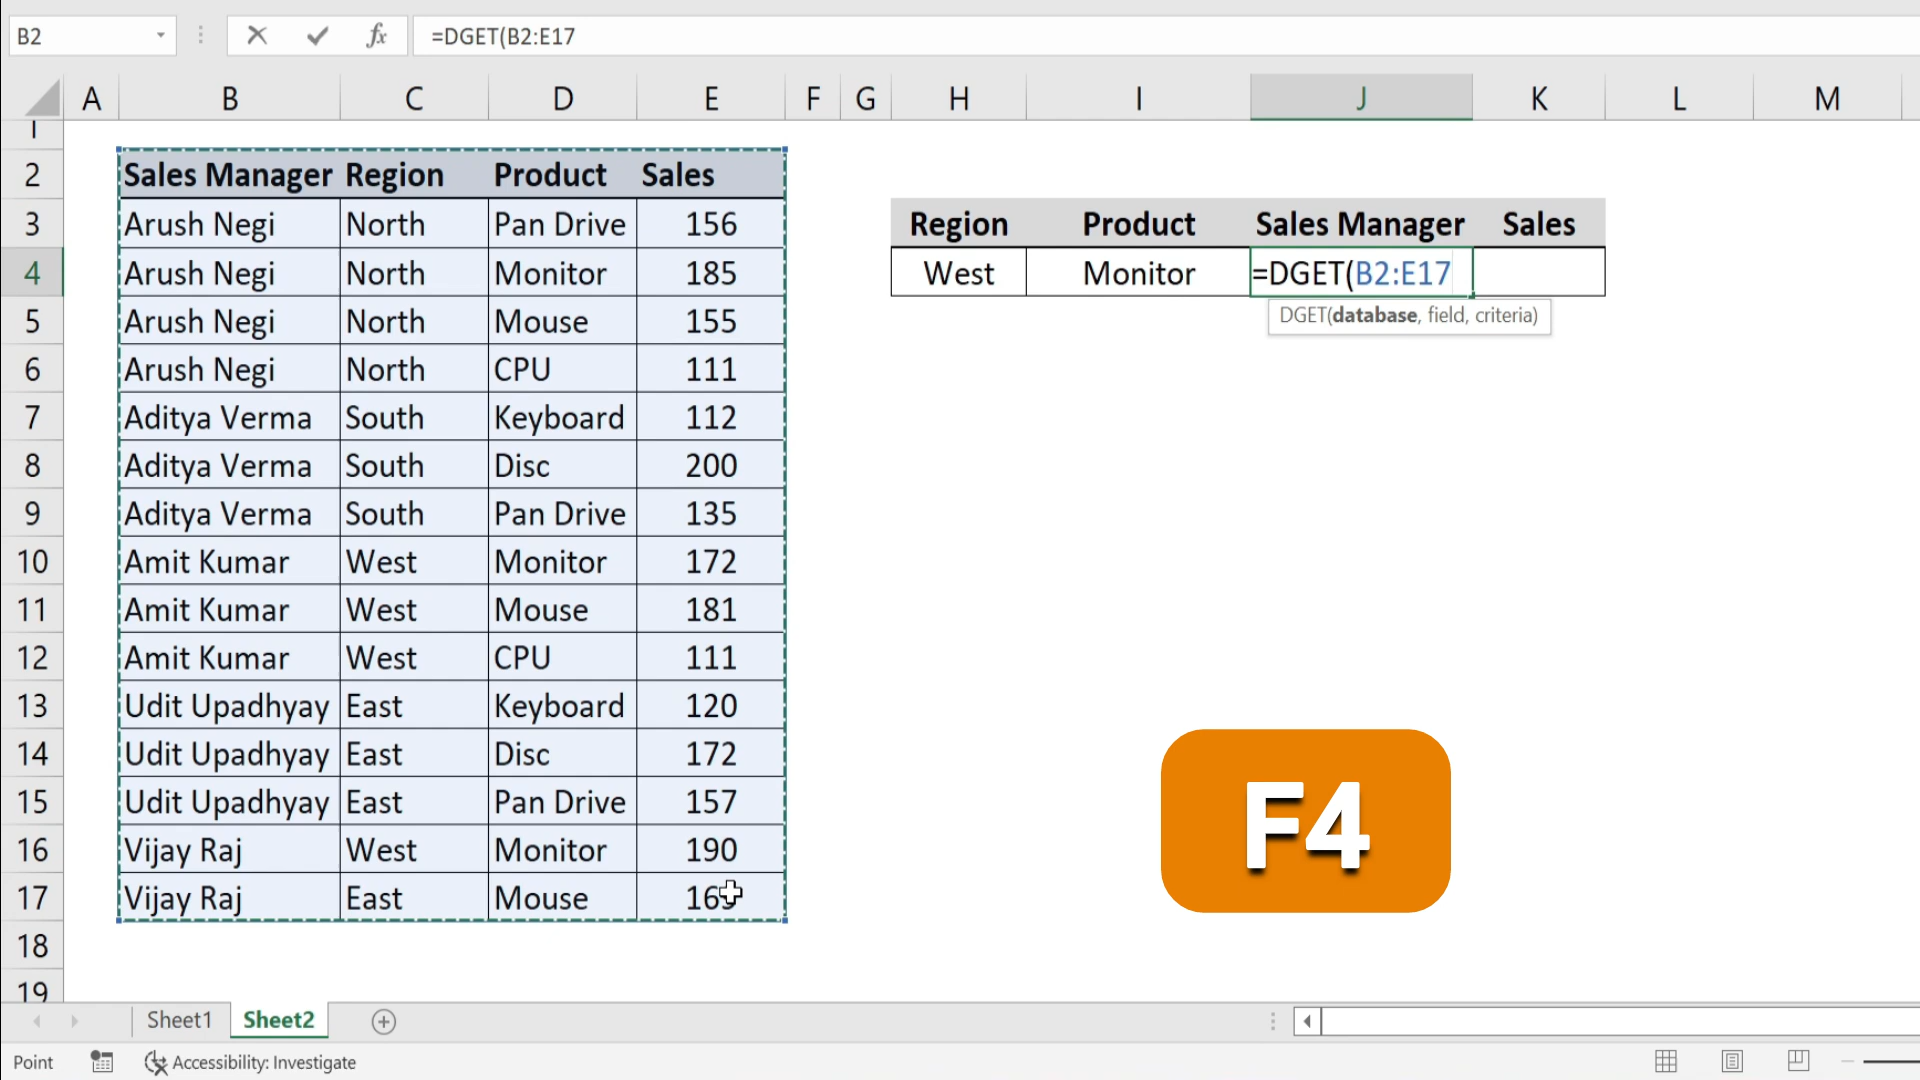 B2
fx
=DGET(B2:E17
A B C D E F G H I J K L M
1
2 Sales Manager Region Product Sales
3 Arush Negi North Pan Drive 156 Region Product Sales Manager Sales
4 Arush Negi North Monitor 185 West Monitor =DGET(B2:E17
DGET(database, field, criteria)
5 Arush Negi North Mouse 155
6 Arush Negi North CPU 111
7 Aditya Verma South Keyboard 112
8 Aditya Verma South Disc 200
9 Aditya Verma South Pan Drive 135
10 Amit Kumar West Monitor 172
11 Amit Kumar West Mouse 181
12 Amit Kumar West CPU 111
13 Udit Upadhyay East Keyboard 120
14 Udit Upadhyay East Disc 172
15 Udit Upadhyay East Pan Drive 157
16 Vijay Raj West Monitor 190
17 Vijay Raj East Mouse
F4
18
19
Sheet1 Sheet2
Point Accessibility: Investigate